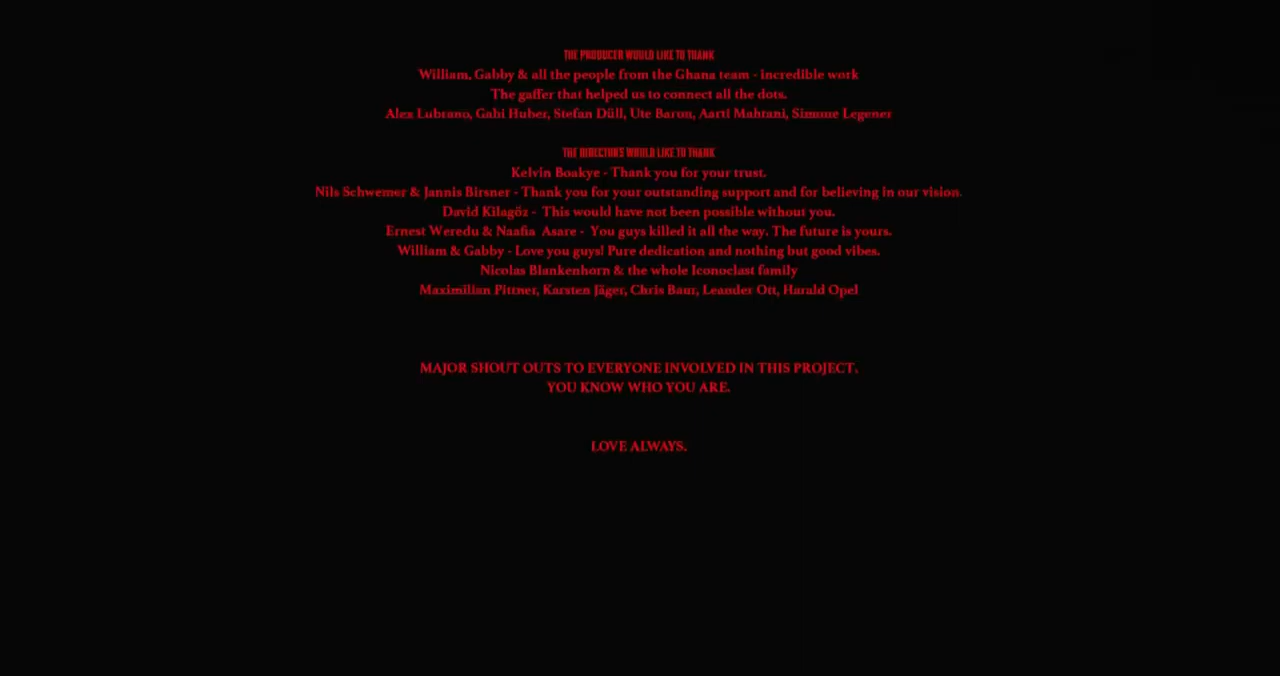 THE PRODUCER WOULD LIKE TO THANK
William, Gabby & all the people from the Ghana team - incredible work
The gaffer that helped us to connect all the dots.
Alex Lubrano, Gabi Huber, Stefan Düll, Ute Baron, Aarti Mahtani, Simone Legener
THE DIRECTORS WOULD LIKE TO THANK
Kelvin Boakye - Thank you for your trust.
Nils Schwemer & Jannis Birsner - Thank you for your outstanding support and for believing in our vision.
David Kilagöz - This would have not been possible without you.
Ernest Weredu & Naafia Asare - You guys killed it all the way. The future is yours.
William & Gabby - Love you guys! Pure dedication and nothing but good vibes.
Nicolas Blankenhorn & the whole Iconoclast family
Maximilian Pittner, Karsten Jäger, Chris Baur, Leander Ott, Harald Opel
MAJOR SHOUT OUTS TO EVERYONE INVOLVED IN THIS PROJECT.
YOU KNOW WHO YOU ARE.
LOVE ALWAYS.